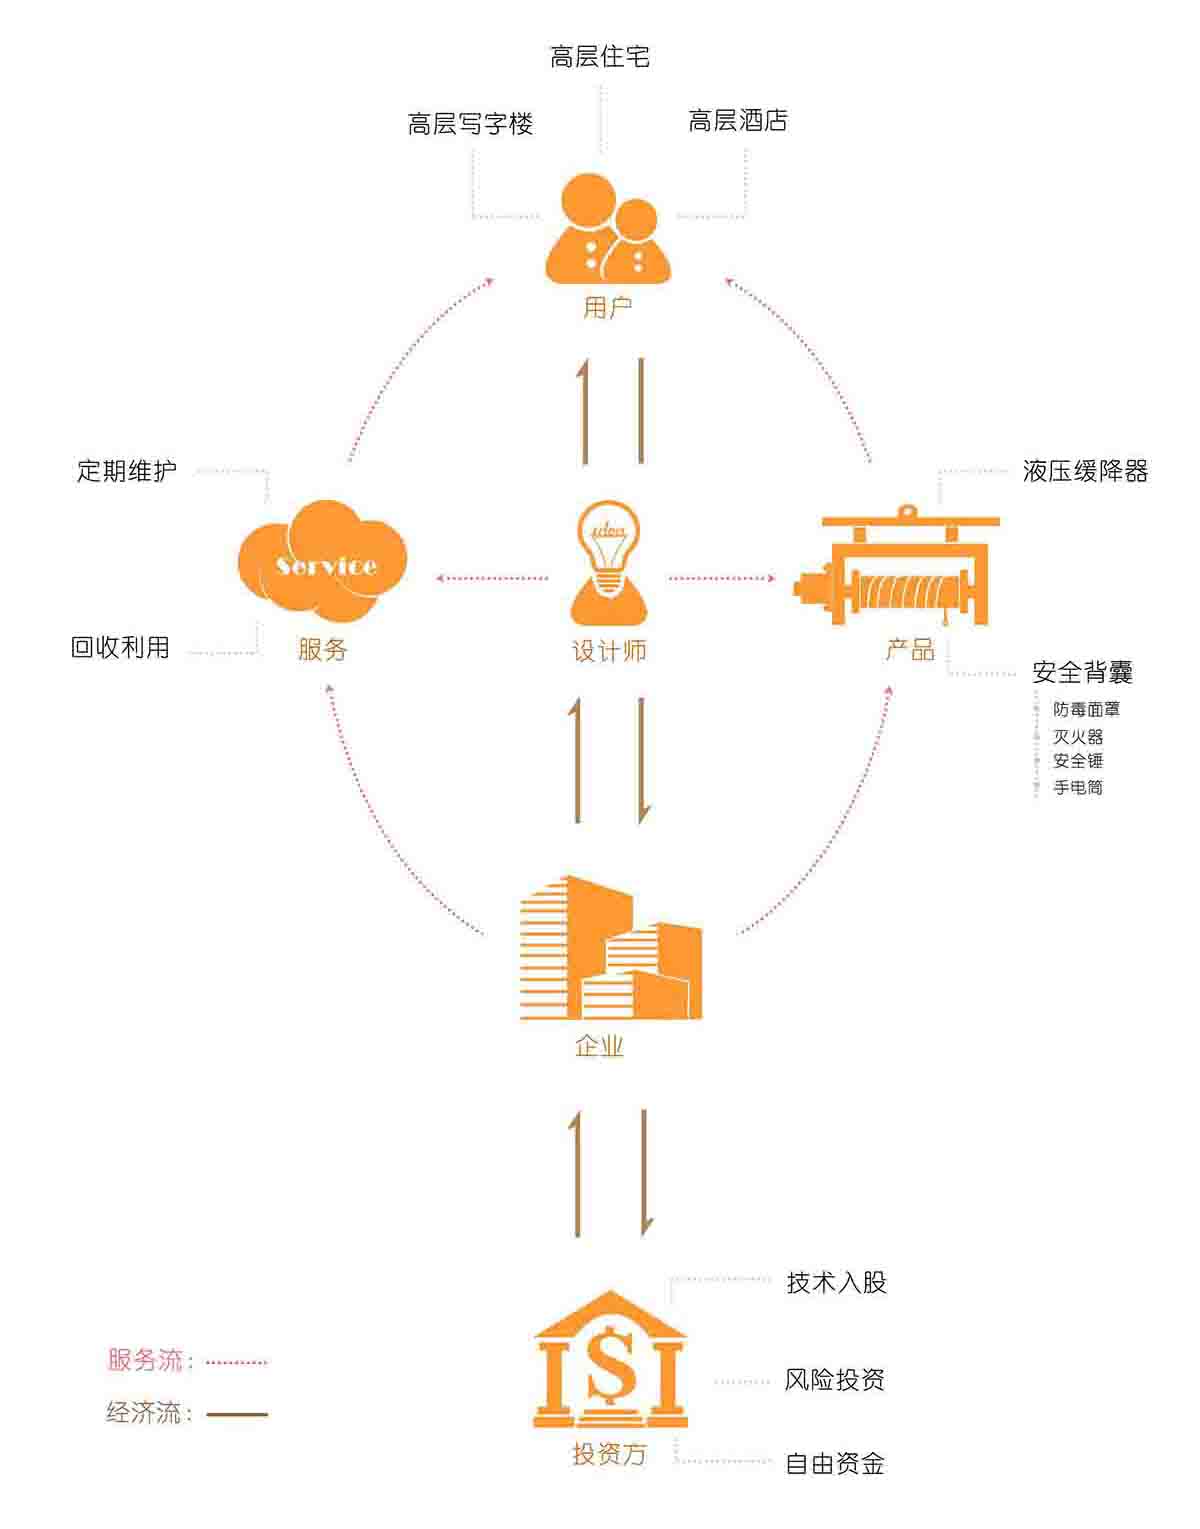 高层住宅
高层写字楼
高层酒店
用户
定期维护
液压缓降器
idea
Service
回收利用
服务
设计师
产品
安全背囊
防毒面罩
灭火器
安全锤
手电筒
企业
技术入股
$
风险投资
自由资金
投资方
服务流：
经济流：